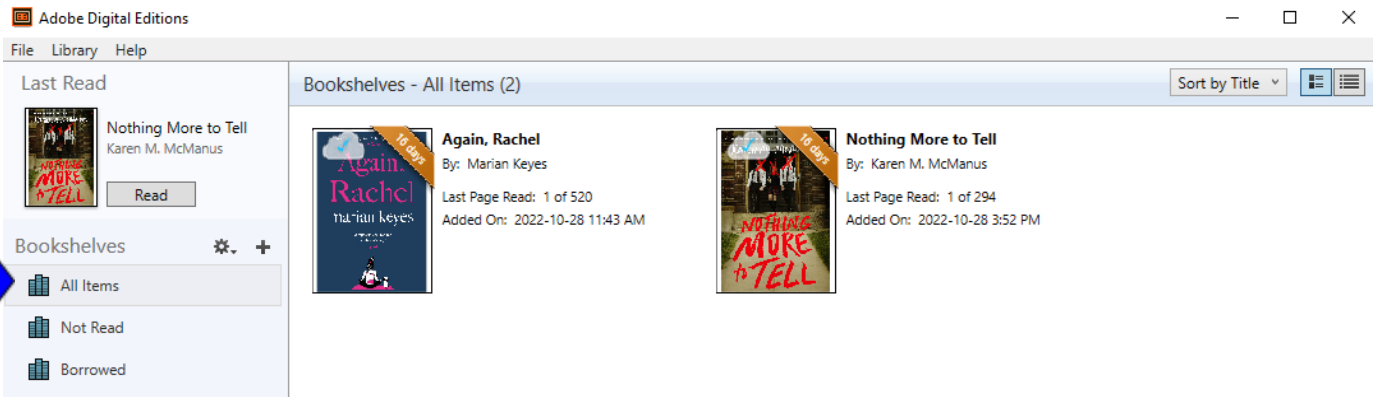 Adobe Digital Editions
File Library Help
Last Read
Nothing More to Tell
Karen M. McManus
NOTHING
MORE
to TELL
Read
Bookshelves
All Items
Not Read
Borrowed
Bookshelves - All Items (2)
Sort by Title
16 days
Again,
Rachel
marian keyes
Again, Rachel
By: Marian Keyes
Last Page Read: 1 of 520
Added On: 2022-10-28 11:43 AM
16 days
NOTHING
MORE
to TELL
Nothing More to Tell
By: Karen M. McManus
Last Page Read: 1 of 294
Added On: 2022-10-28 3:52 PM